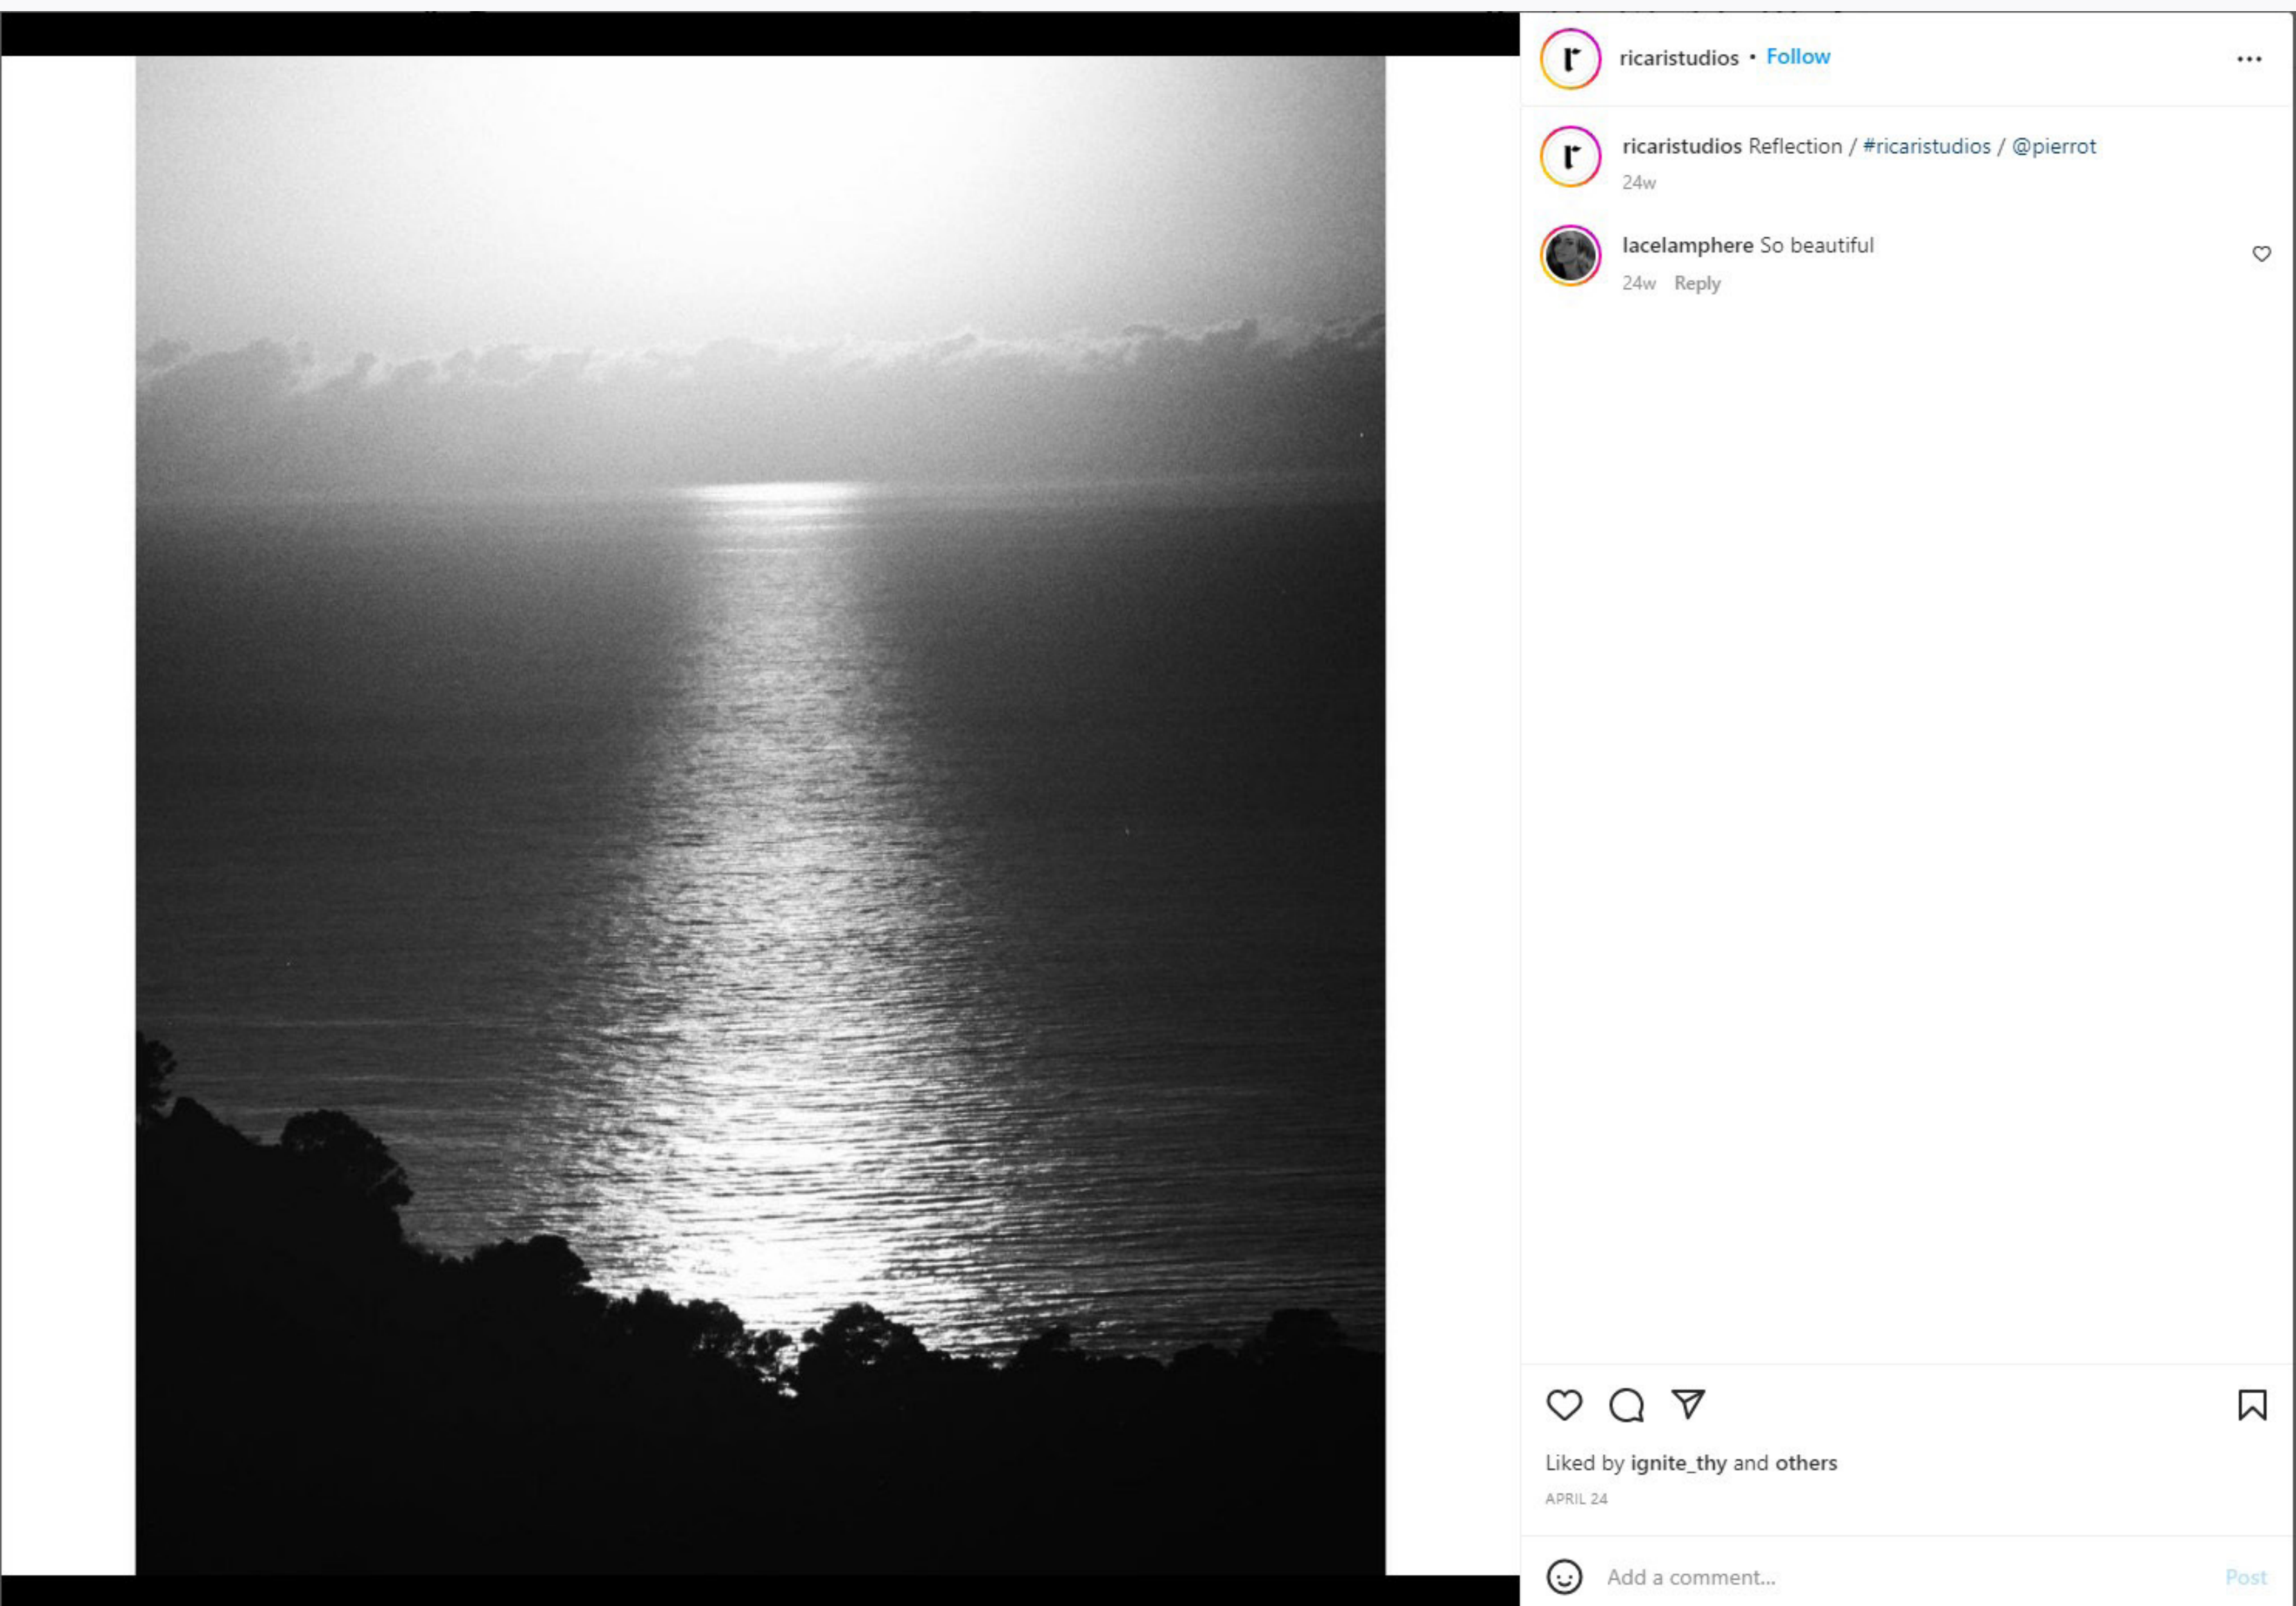 ricaristudios • Follow
ricaristudios Reflection / #ricaristudios / @pierrot
24w
lacelamphere So beautiful
24w Reply
Liked by ignite_thy and others
APRIL 24
Add a comment...
Post